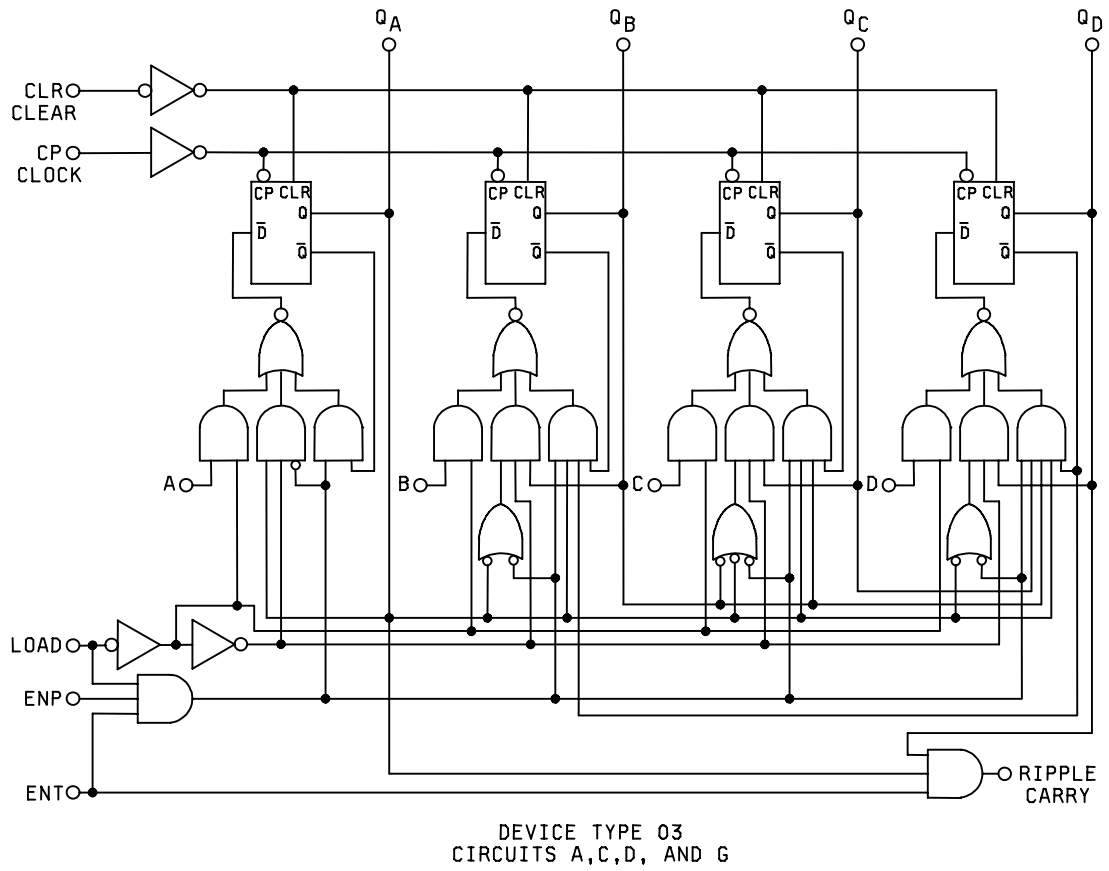 QA QB QC QD
CLR
CLEAR
CP
CLOCK
CP CLR CP CLR CP CLR CP CLR
Q Q Q Q
D̅ D̅ D̅ D̅
Q̅ Q̅ Q̅ Q̅
A B C D
LOAD
ENP
ENT
RIPPLE
CARRY
DEVICE TYPE 03
CIRCUITS A,C,D, AND G